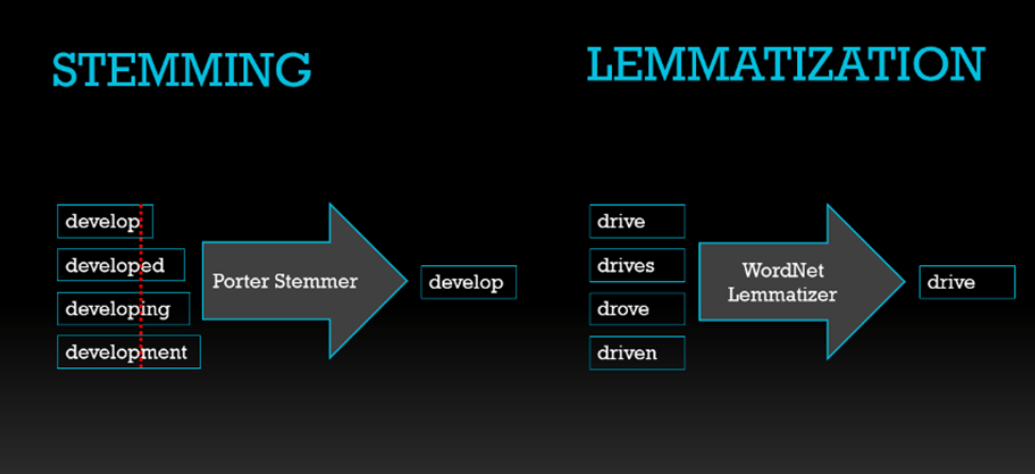 STEMMING
develop
developed
developing
development
Porter Stemmer
develop
LEMMATIZATION
drive
drives
drove
driven
WordNet
Lemmatizer
drive